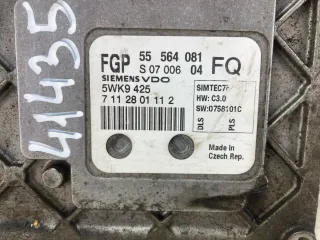 41435
FGP 55 564 081
S 07 006 04 FQ
SIEMENS VDO
5WK9 425
7 11 28 01 11 2
SIMTEC7
HW: C3.0
SW:0758101C
DLS
PLS
Made in
Czech Rep.